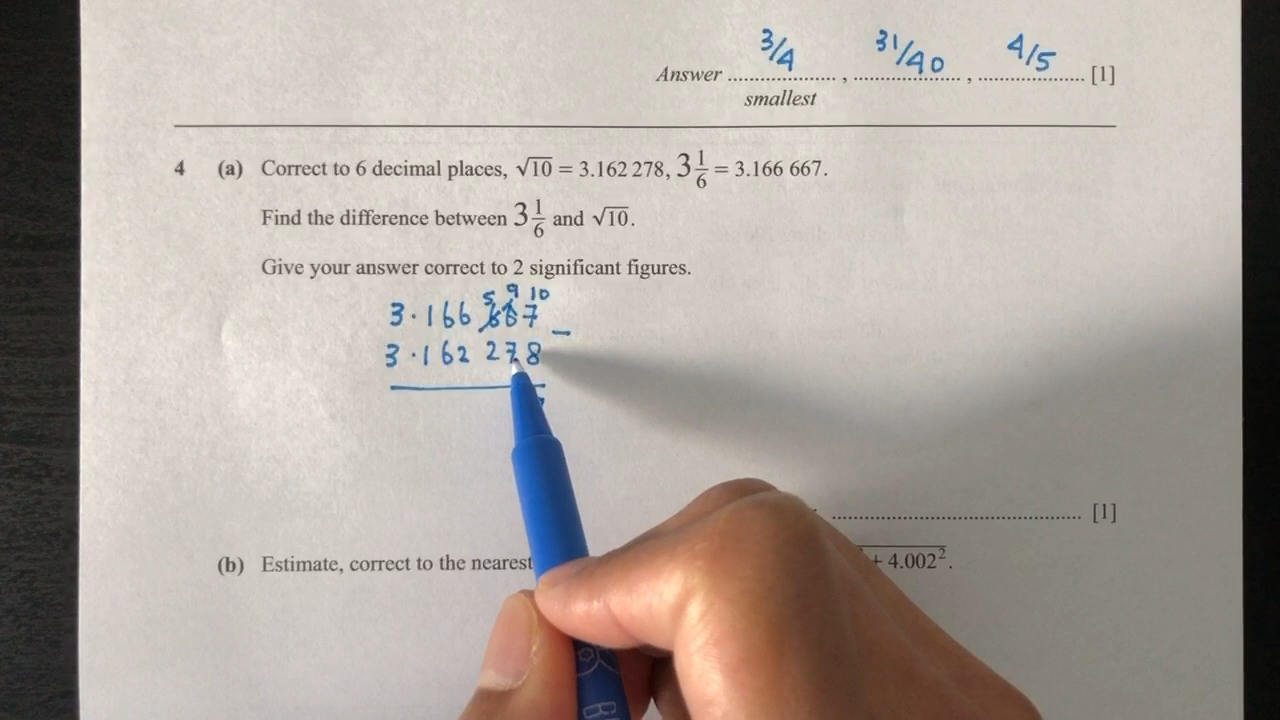 3/4 31/40 4/5
Answer .................... , .................... , .................... [1]
smallest
4 (a) Correct to 6 decimal places, √10 = 3.162 278, 3 1/6 = 3.166 667.
Find the difference between 3 1/6 and √10.
Give your answer correct to 2 significant figures.
5 9 10
3.166 667 –
3.162 278
.................... [1]
(b) Estimate, correct to the nearest + 4.002².